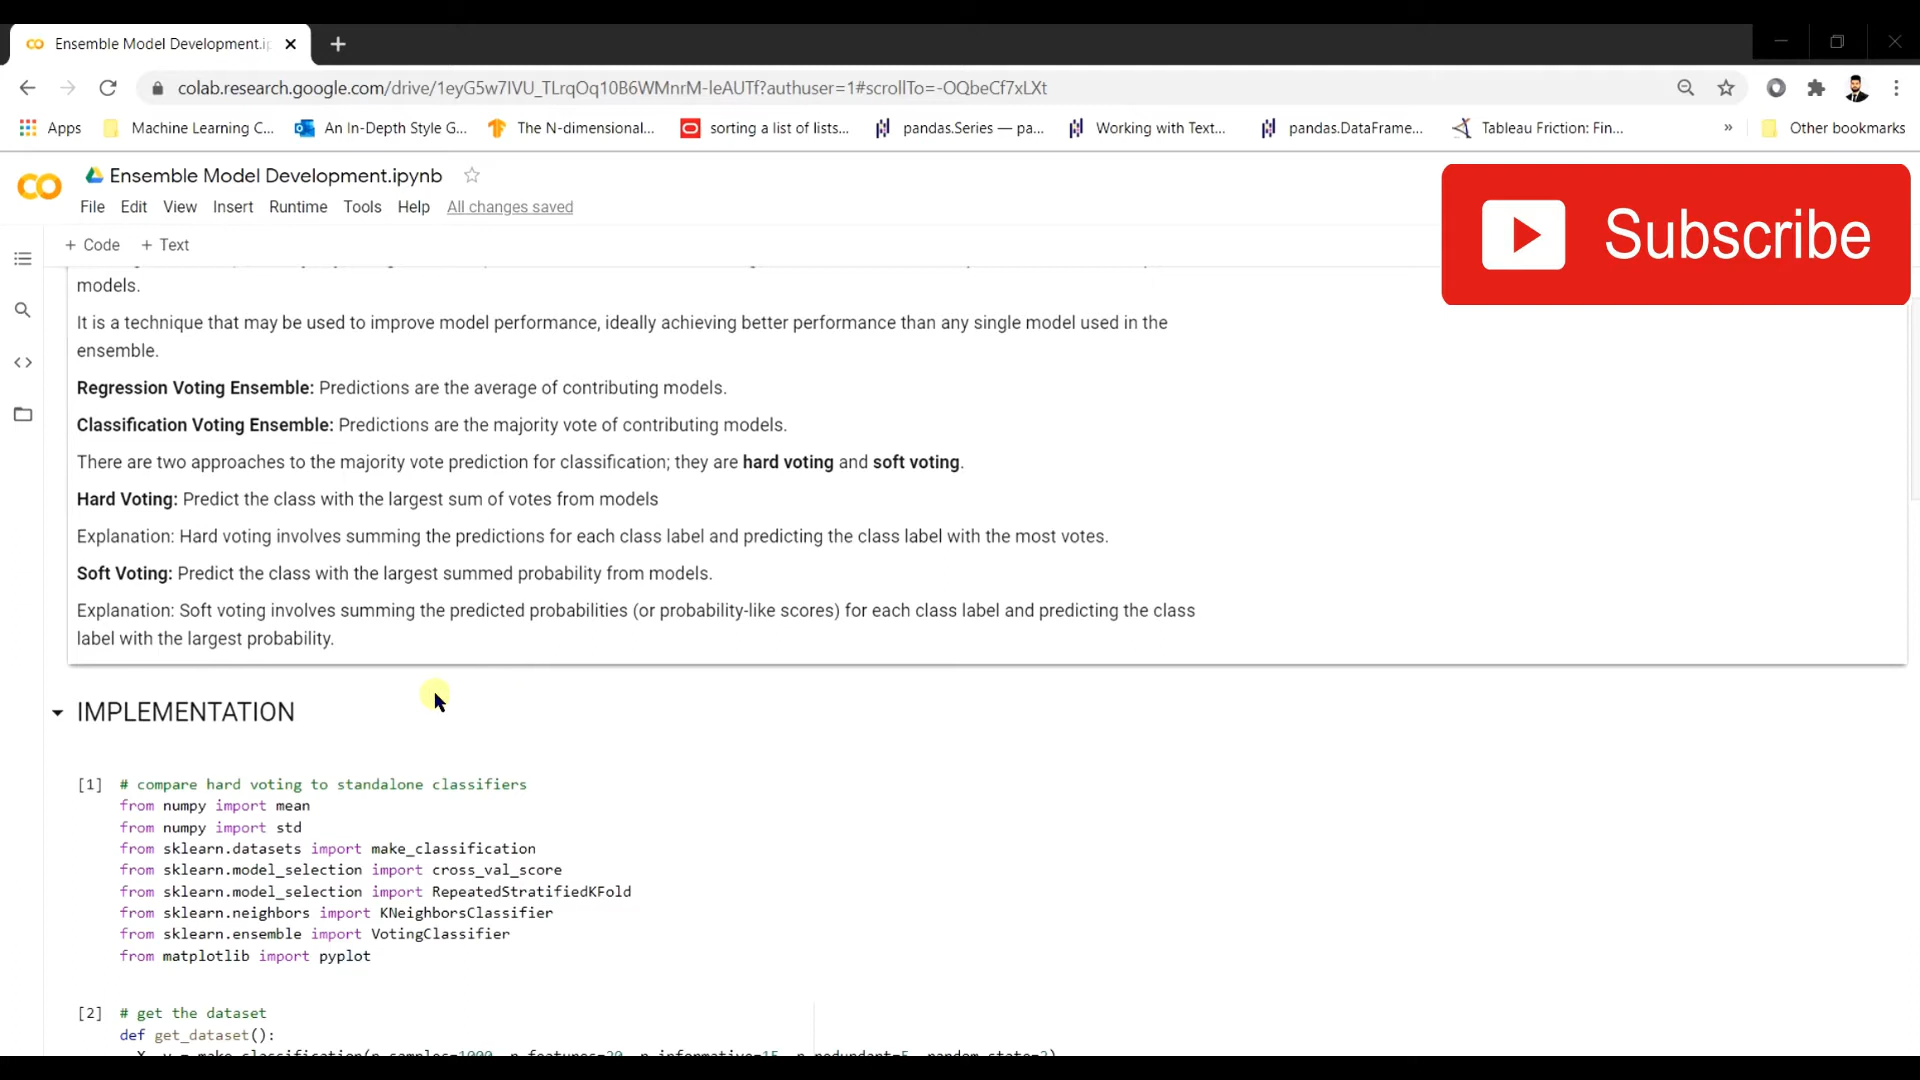 Ensemble Model Development.ip
colab.research.google.com/drive/1eyG5w7IVU_TLrqOq10B6WMnrM-leAUTf?authuser=1#scrollTo=-OQbeCf7xLXt
Apps Machine Learning C... An In-Depth Style G... The N-dimensional... sorting a list of lists... pandas.Series — pa... Working with Text... pandas.DataFrame... Tableau Friction: Fin... » Other bookmarks
Ensemble Model Development.ipynb
File Edit View Insert Runtime Tools Help All changes saved
Subscribe
+ Code + Text
models.
It is a technique that may be used to improve model performance, ideally achieving better performance than any single model used in the
ensemble.
Regression Voting Ensemble: Predictions are the average of contributing models.
Classification Voting Ensemble: Predictions are the majority vote of contributing models.
There are two approaches to the majority vote prediction for classification; they are hard voting and soft voting.
Hard Voting: Predict the class with the largest sum of votes from models
Explanation: Hard voting involves summing the predictions for each class label and predicting the class label with the most votes.
Soft Voting: Predict the class with the largest summed probability from models.
Explanation: Soft voting involves summing the predicted probabilities (or probability-like scores) for each class label and predicting the class
label with the largest probability.
IMPLEMENTATION
[1] # compare hard voting to standalone classifiers
from numpy import mean
from numpy import std
from sklearn.datasets import make_classification
from sklearn.model_selection import cross_val_score
from sklearn.model_selection import RepeatedStratifiedKFold
from sklearn.neighbors import KNeighborsClassifier
from sklearn.ensemble import VotingClassifier
from matplotlib import pyplot
[2] # get the dataset
def get_dataset():
X, y = make_classification(n_samples=1000, n_features=20, n_informative=15, n_redundant=5, random_state=2)